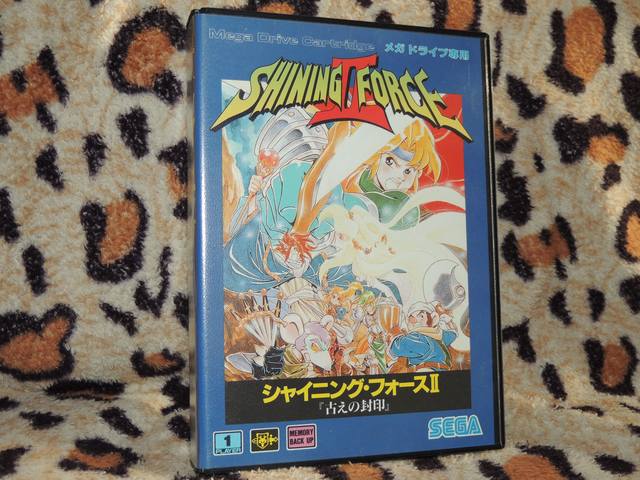 Mega Drive Cartridge
メガドライブ専用
SHINING FORCE II
シャイニング・フォースII
『古えの封印』
1
PLAYER
MEMORY
BACK UP
SEGA